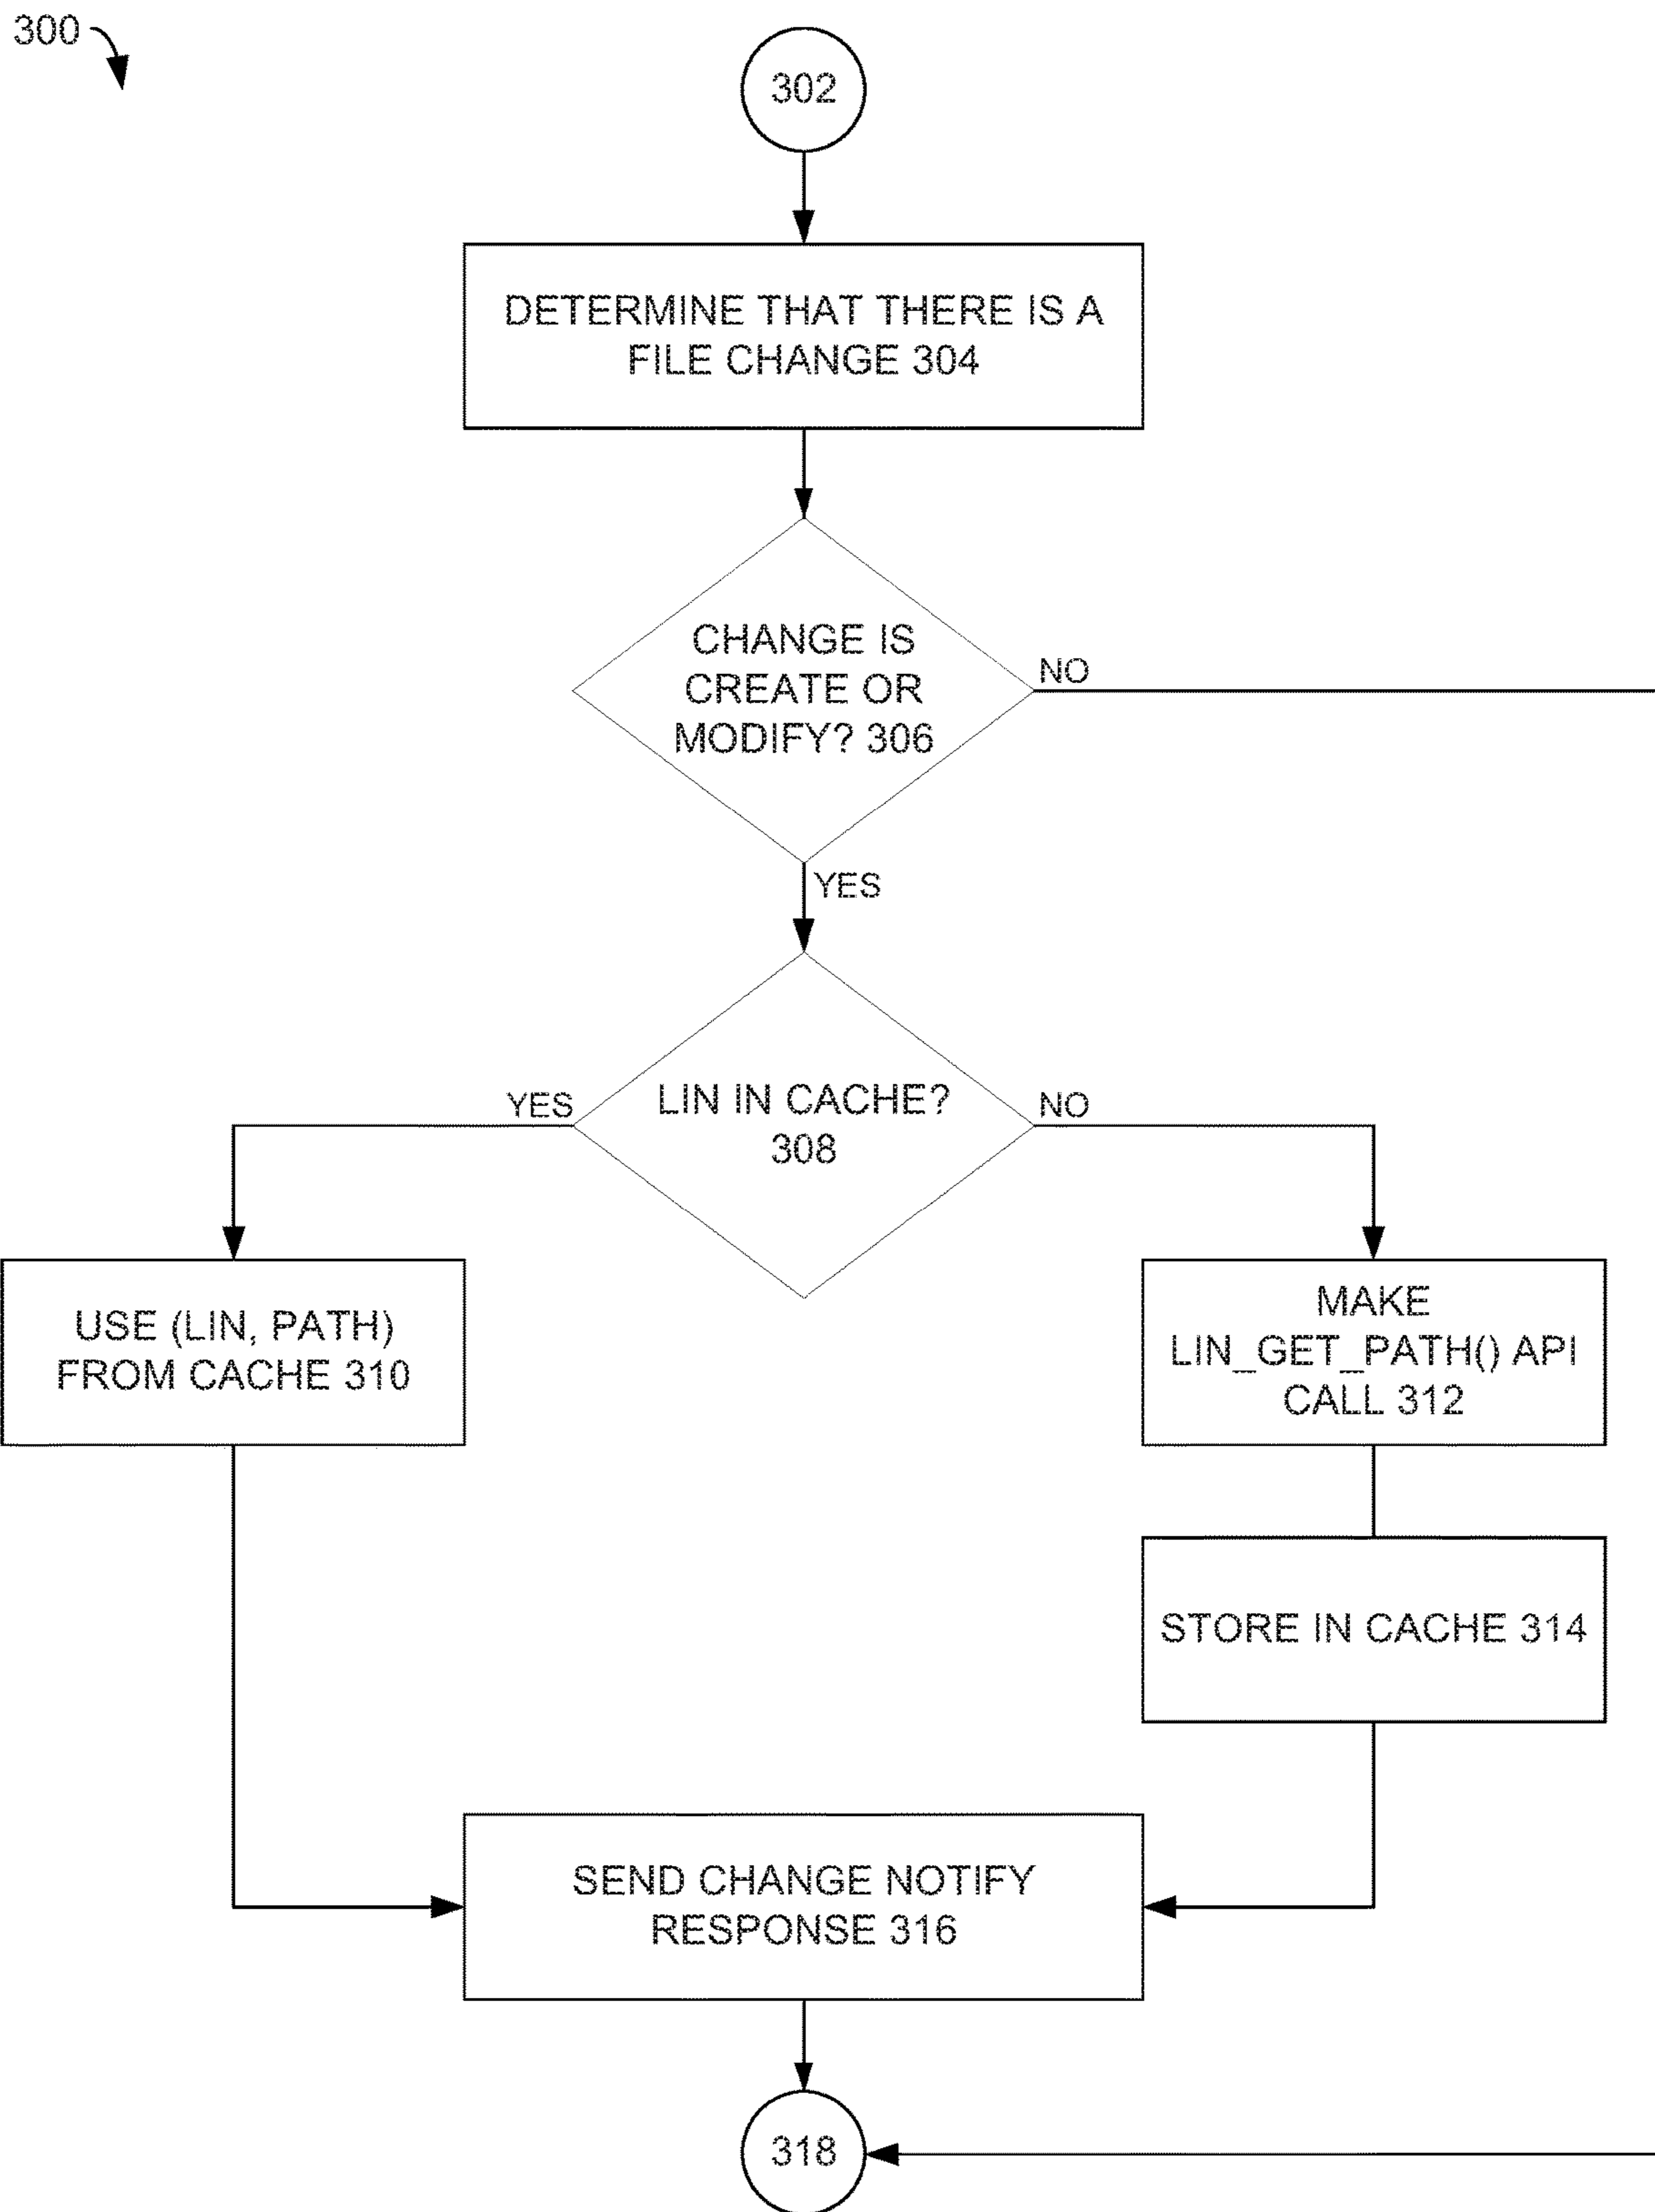 300
302
DETERMINE THAT THERE IS A
FILE CHANGE 304
CHANGE IS
CREATE OR
MODIFY? 306
NO
YES
LIN IN CACHE?
308
YES
NO
USE (LIN, PATH)
FROM CACHE 310
MAKE
LIN_GET_PATH() API
CALL 312
STORE IN CACHE 314
SEND CHANGE NOTIFY
RESPONSE 316
318